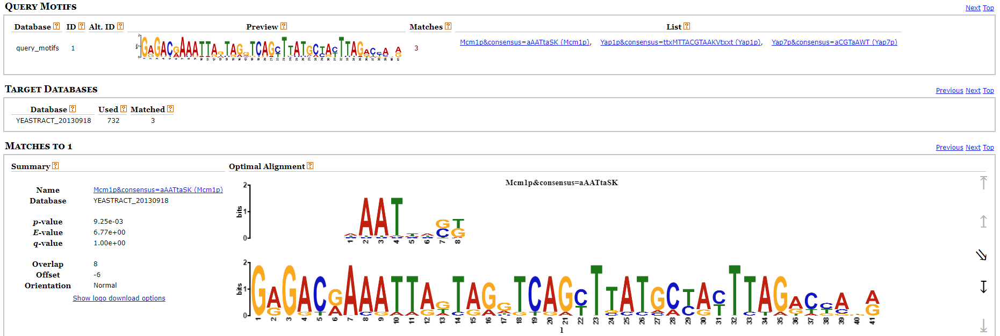 QUERY MOTIFS
Next Top
Database ? ID ? Alt. ID ? Preview ? Matches ? List ?
query_motifs 1 3 Mcm1p&consensus=aAATtaSK (Mcm1p), Yap1p&consensus=ttxMTTACGTAAKVtxxt (Yap1p), Yap7p&consensus=aCGTaAWT (Yap7p)
TARGET DATABASES
Previous Next Top
Database ? Used ? Matched ?
YEASTRACT_20130918 732 3
MATCHES TO 1
Previous Next Top
Summary ?
Name Mcm1p&consensus=aAATtaSK (Mcm1p)
Database YEASTRACT_20130918
p-value 9.25e-03
E-value 6.77e+00
q-value 1.00e+00
Overlap 8
Offset -6
Orientation Normal
Show logo download options
Optimal Alignment ?
Mcm1p&consensus=aAATtaSK
2
1
0
bits
AAT
1 2 3 4 5 6 7 8
2
1
0
bits
GAGACGAAATTAGTAGGTCAGCTTATGCTACTTAGACCA G
1 2 3 4 5 6 7 8 9 10 11 12 13 14 15 16 17 18 19 20 21 22 23 24 25 26 27 28 29 30 31 32 33 34 35 36 37 38 39 40 41
1